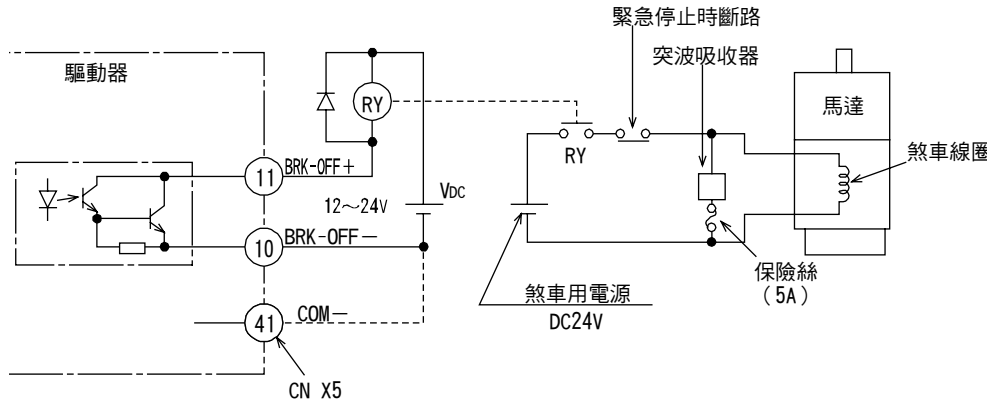 緊急停止時斷路
突波吸收器
驅動器
RY
馬達
RY
煞車線圈
11
BRK-OFF+
12~24V
VDC
10
BRK-OFF-
保險絲
(5A)
煞車用電源
DC24V
41
COM-
CN X5